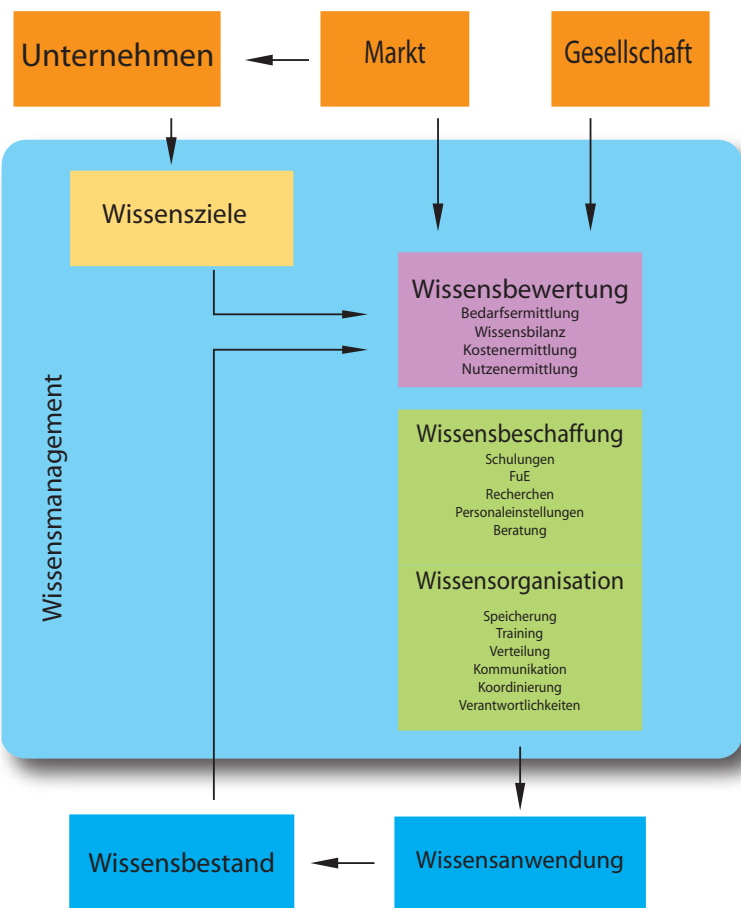 Unternehmen
Markt
Gesellschaft
Wissensziele
Wissensbewertung
Bedarfsermittlung
Wissensbilanz
Kostenermittlung
Nutzenermittlung
Wissensmanagement
Wissensbeschaffung
Schulungen
FuE
Recherchen
Personaleinstellungen
Beratung
Wissensorganisation
Speicherung
Training
Verteilung
Kommunikation
Koordinierung
Verantwortlichkeiten
Wissensbestand
Wissensanwendung